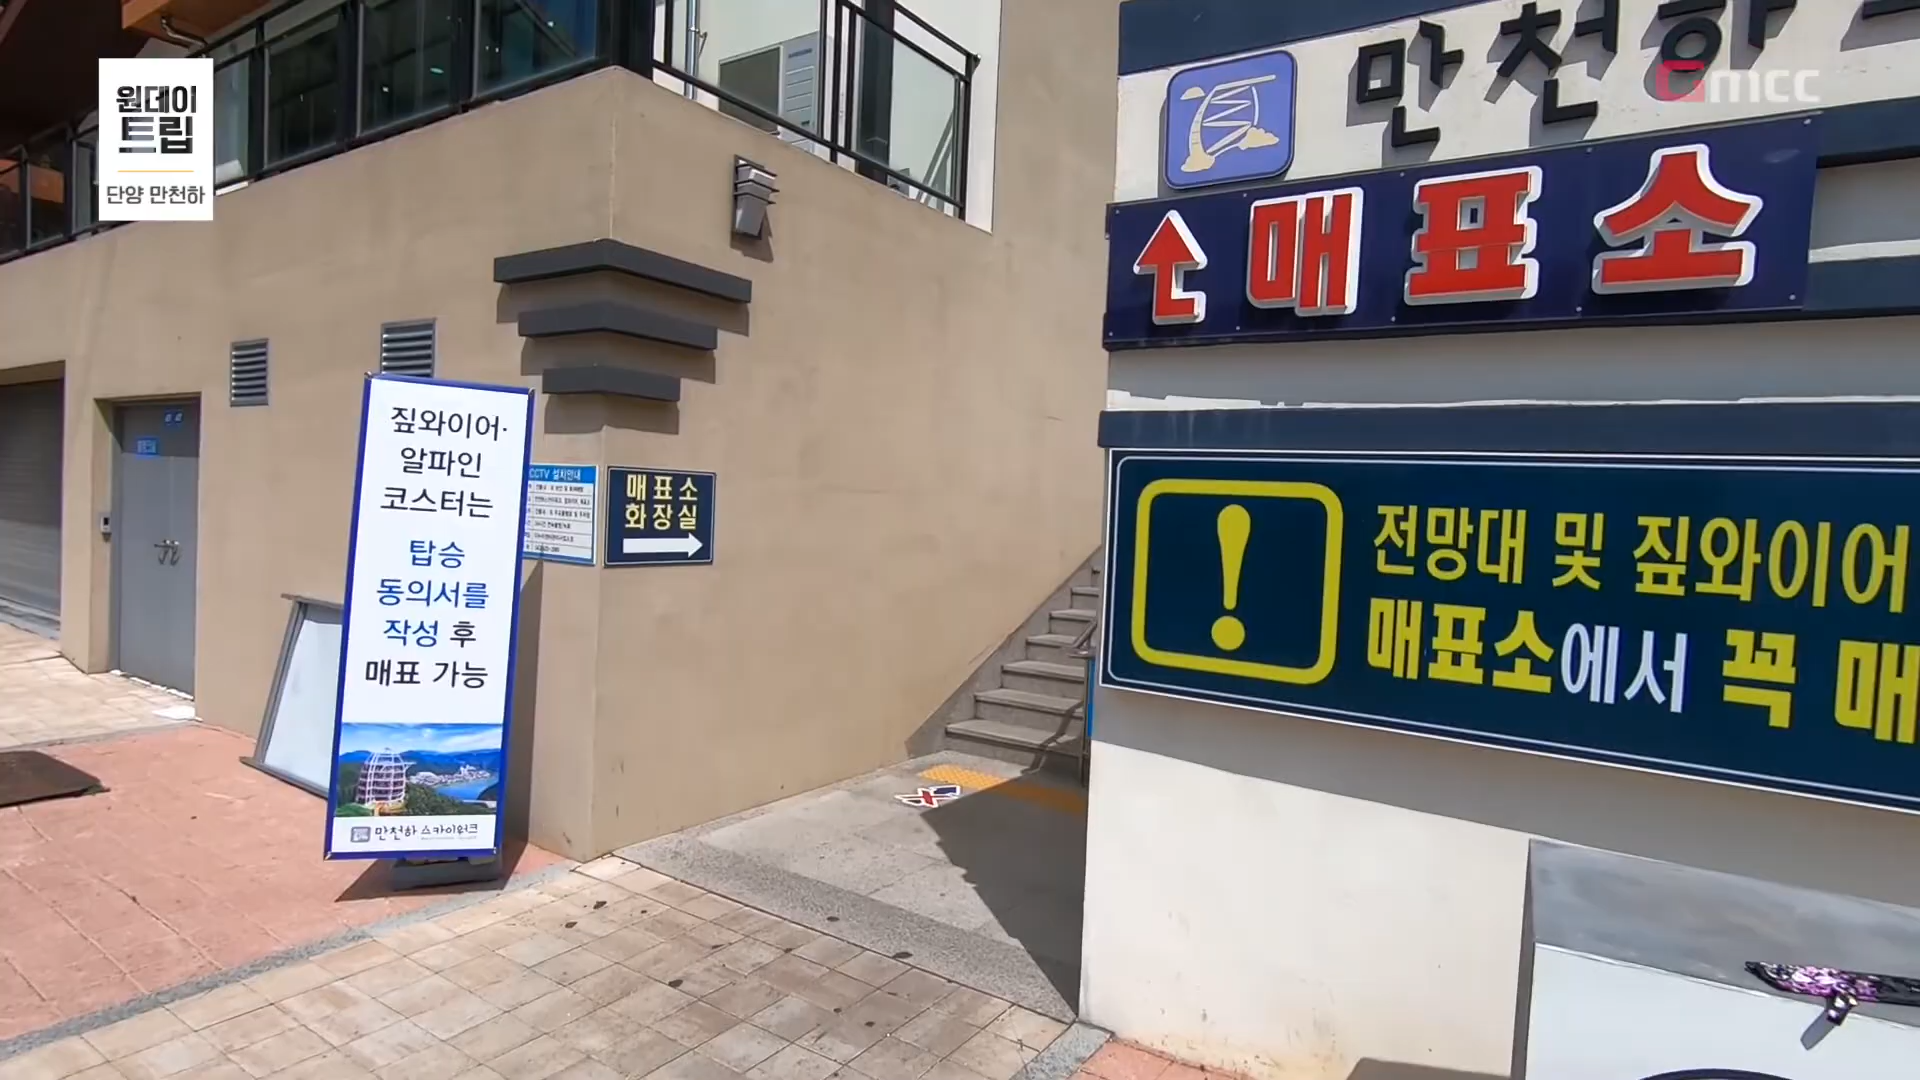 원데이
트립
단양 만천하
Gmcc
만천하
매표소
짚와이어·
알파인
코스터는
탑승
동의서를
작성 후
매표 가능
만천하 스카이워크
CCTV 설치안내
매표소
화장실
전망대 및 짚와이어
매표소에서 꼭 매